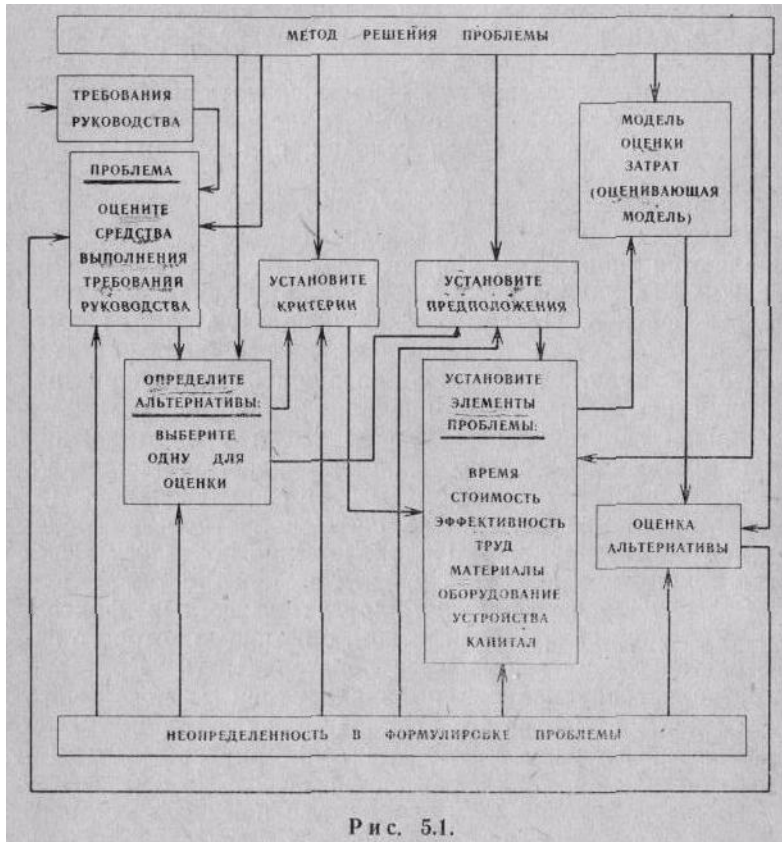 МЕТОД РЕШЕНИЯ ПРОБЛЕМЫ
ТРЕБОВАНИЯ
РУКОВОДСТВА
ПРОБЛЕМА
ОЦЕНИТЕ
СРЕДСТВА
ВЫПОЛНЕНИЯ
ТРЕБОВАНИЙ
РУКОВОДСТВА
МОДЕЛЬ
ОЦЕНКИ
ЗАТРАТ
(ОЦЕНИВАЮЩАЯ
МОДЕЛЬ)
УСТАНОВИТЕ
КРИТЕРИИ
УСТАНОВИТЕ
ПРЕДПОЛОЖЕНИЯ
ОПРЕДЕЛИТЕ
АЛЬТЕРНАТИВЫ:
ВЫБЕРИТЕ
ОДНУ ДЛЯ
ОЦЕНКИ
УСТАНОВИТЕ
ЭЛЕМЕНТЫ
ПРОБЛЕМЫ:
ВРЕМЯ
СТОИМОСТЬ
ЭФФЕКТИВНОСТЬ
ТРУД
МАТЕРИАЛЫ
ОБОРУДОВАНИЕ
УСТРОЙСТВА
КАПИТАЛ
ОЦЕНКА
АЛЬТЕРНАТИВЫ
НЕОПРЕДЕЛЕННОСТЬ В ФОРМУЛИРОВКЕ ПРОБЛЕМЫ
Рис. 5.1.